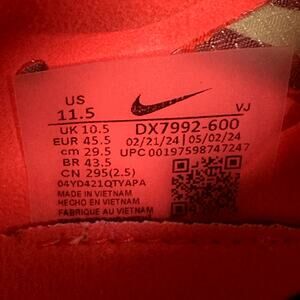 US
11.5
VJ
UK 10.5
DX7992-600
EUR 45.5
02/21/24 | 05/02/24
cm 29.5
UPC 00197598747247
BR 43.5
CN 295(2.5)
04YD421QTYAPA
MADE IN VIETNAM
HECHO EN VIETNAM
FABRIQUE AU VIETNAM